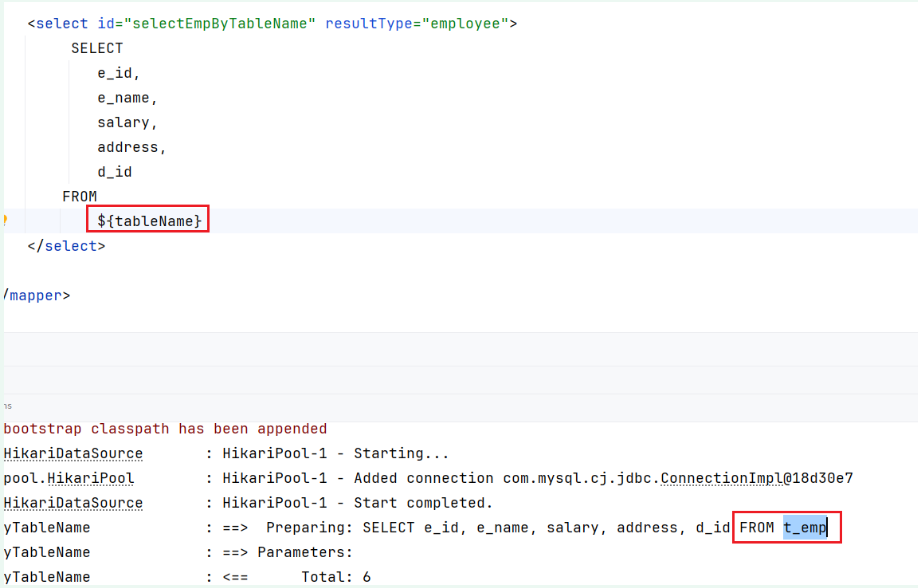 <select id="selectEmpByTableName" resultType="employee">
SELECT
e_id,
e_name,
salary,
address,
d_id
FROM
${tableName}
</select>
/mapper>
ns
bootstrap classpath has been appended
HikariDataSource : HikariPool-1 - Starting...
pool.HikariPool : HikariPool-1 - Added connection com.mysql.cj.jdbc.ConnectionImpl@18d30e7
HikariDataSource : HikariPool-1 - Start completed.
yTableName : ==> Preparing: SELECT e_id, e_name, salary, address, d_id FROM t_emp
yTableName : ==> Parameters:
yTableName : <== Total: 6